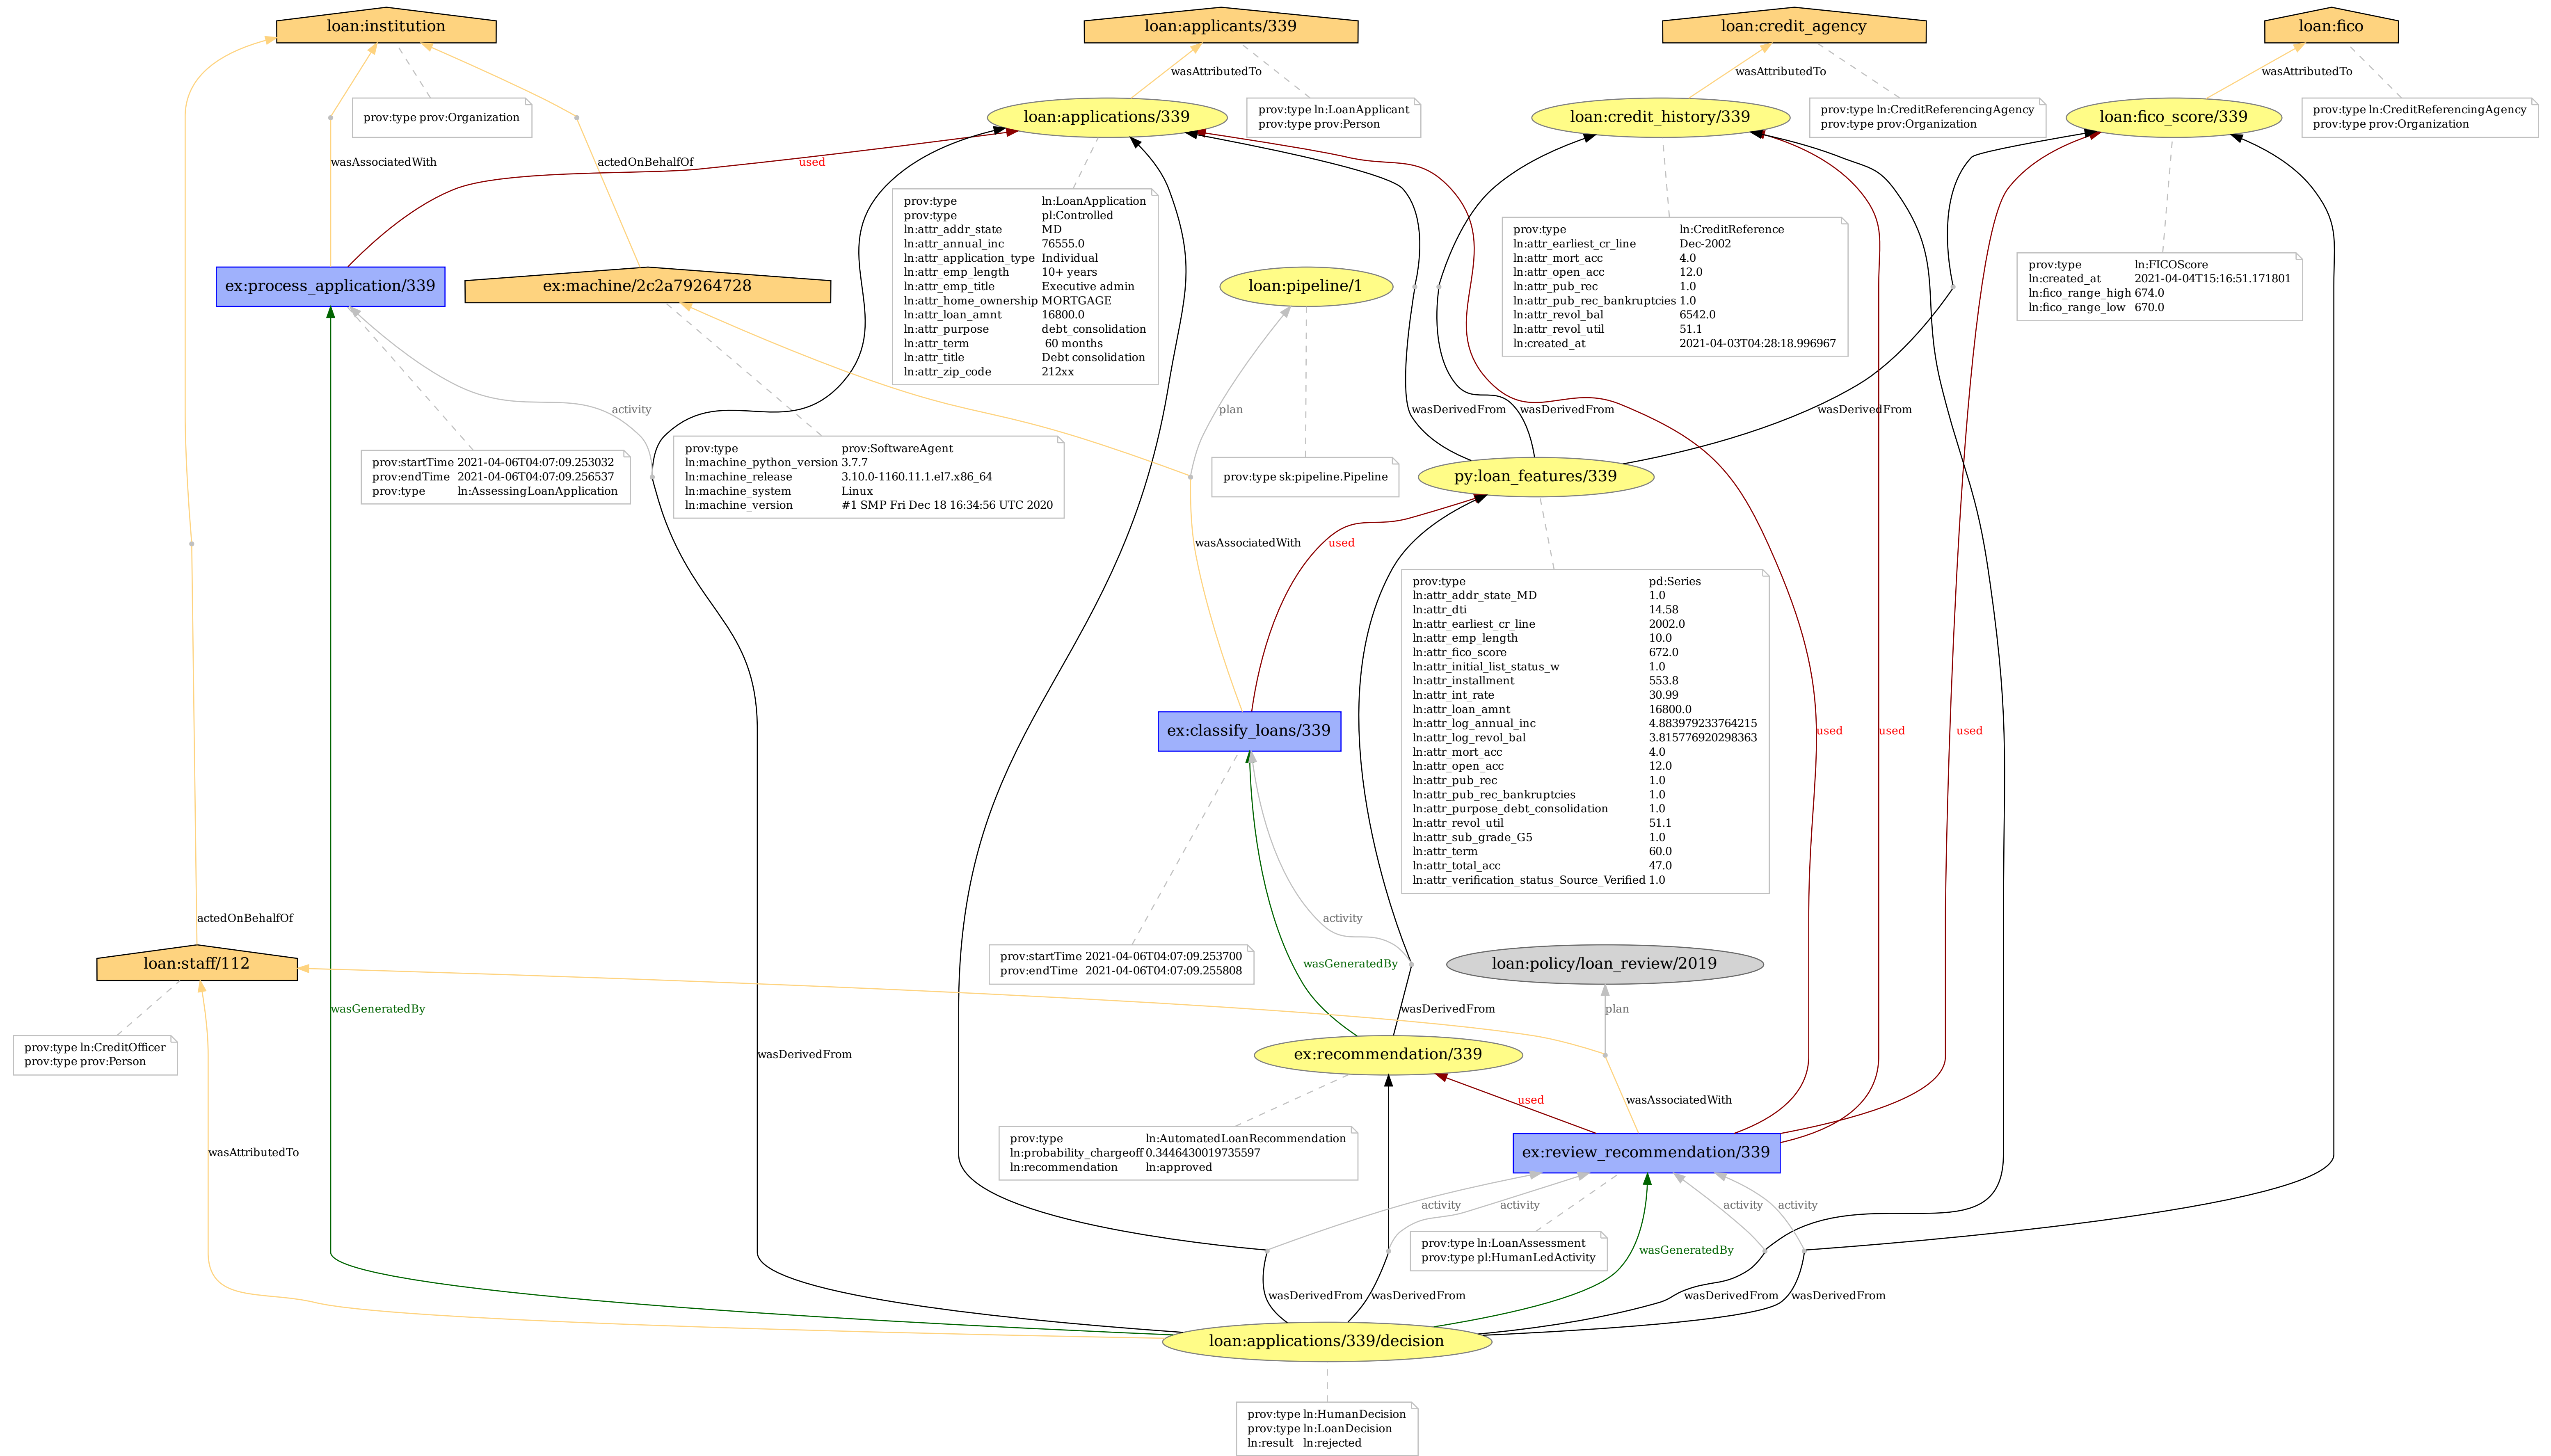 loan:institution
loan:applicants/339
loan:credit_agency
loan:fico
wasAttributedTo
wasAttributedTo
wasAttributedTo
prov:type prov:Organization
loan:applications/339
prov:type ln:LoanApplicant
prov:type prov:Person
loan:credit_history/339
prov:type ln:CreditReferencingAgency
prov:type prov:Organization
loan:fico_score/339
prov:type ln:CreditReferencingAgency
prov:type prov:Organization
wasAssociatedWith
actedOnBehalfOf
used
prov:type ln:LoanApplication
prov:type pl:Controlled
ln:attr_addr_state MD
ln:attr_annual_inc 76555.0
ln:attr_application_type Individual
ln:attr_emp_length 10+ years
ln:attr_emp_title Executive admin
ln:attr_home_ownership MORTGAGE
ln:attr_loan_amnt 16800.0
ln:attr_purpose debt_consolidation
ln:attr_term 60 months
ln:attr_title Debt consolidation
ln:attr_zip_code 212xx
prov:type ln:CreditReference
ln:attr_earliest_cr_line Dec-2002
ln:attr_mort_acc 4.0
ln:attr_open_acc 12.0
ln:attr_pub_rec 1.0
ln:attr_pub_rec_bankruptcies 1.0
ln:attr_revol_bal 6542.0
ln:attr_revol_util 51.1
ln:created_at 2021-04-03T04:28:18.996967
prov:type ln:FICOScore
ln:created_at 2021-04-04T15:16:51.171801
ln:fico_range_high 674.0
ln:fico_range_low 670.0
ex:process_application/339
ex:machine/2c2a79264728
loan:pipeline/1
activity
plan
wasDerivedFrom
wasDerivedFrom
wasDerivedFrom
prov:startTime 2021-04-06T04:07:09.253032
prov:endTime 2021-04-06T04:07:09.256537
prov:type ln:AssessingLoanApplication
prov:type prov:SoftwareAgent
ln:machine_python_version 3.7.7
ln:machine_release 3.10.0-1160.11.1.el7.x86_64
ln:machine_system Linux
ln:machine_version #1 SMP Fri Dec 18 16:34:56 UTC 2020
prov:type sk:pipeline.Pipeline
py:loan_features/339
wasAssociatedWith
used
prov:type pd:Series
ln:attr_addr_state_MD 1.0
ln:attr_dti 14.58
ln:attr_earliest_cr_line 2002.0
ln:attr_emp_length 10.0
ln:attr_fico_score 672.0
ln:attr_initial_list_status_w 1.0
ln:attr_installment 553.8
ln:attr_int_rate 30.99
ln:attr_loan_amnt 16800.0
ln:attr_log_annual_inc 4.883979233764215
ln:attr_log_revol_bal 3.815776920298363
ln:attr_mort_acc 4.0
ln:attr_open_acc 12.0
ln:attr_pub_rec 1.0
ln:attr_pub_rec_bankruptcies 1.0
ln:attr_purpose_debt_consolidation 1.0
ln:attr_revol_util 51.1
ln:attr_sub_grade_G5 1.0
ln:attr_term 60.0
ln:attr_total_acc 47.0
ln:attr_verification_status_Source_Verified 1.0
ex:classify_loans/339
used
used
used
actedOnBehalfOf
activity
loan:staff/112
prov:startTime 2021-04-06T04:07:09.253700
prov:endTime 2021-04-06T04:07:09.255808
wasGeneratedBy
loan:policy/loan_review/2019
wasGeneratedBy
wasDerivedFrom
plan
prov:type ln:CreditOfficer
prov:type prov:Person
wasDerivedFrom
ex:recommendation/339
used
wasAssociatedWith
prov:type ln:AutomatedLoanRecommendation
ln:probability_chargeoff 0.3446430019735597
ln:recommendation ln:approved
wasAttributedTo
ex:review_recommendation/339
activity
activity
activity
activity
prov:type ln:LoanAssessment
prov:type pl:HumanLedActivity
wasGeneratedBy
wasDerivedFrom
wasDerivedFrom
wasDerivedFrom
wasDerivedFrom
loan:applications/339/decision
prov:type ln:HumanDecision
prov:type ln:LoanDecision
ln:result ln:rejected